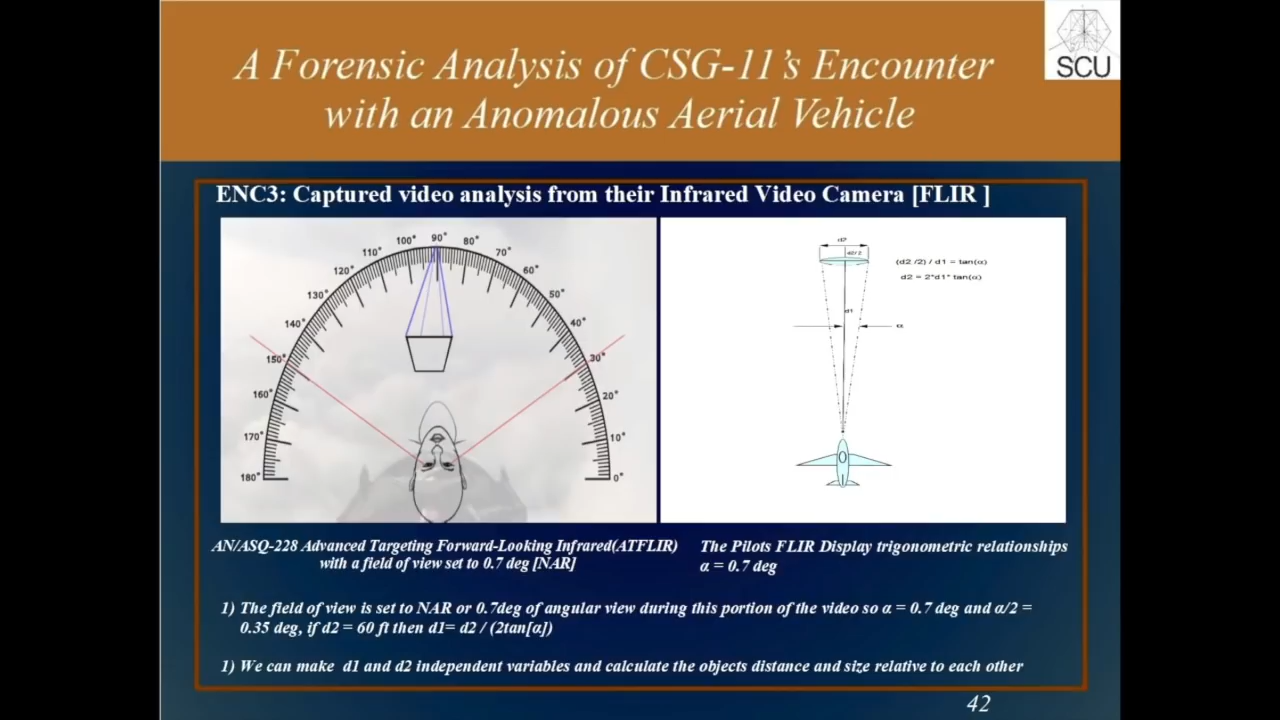 A Forensic Analysis of CSG-11's Encounter
with an Anomalous Aerial Vehicle
SCU
ENC3: Captured video analysis from their Infrared Video Camera [FLIR ]
180°
170°
160°
150°
140°
130°
120°
110°
100°
90°
80°
70°
60°
50°
40°
30°
20°
10°
0°
d2
d2/2
(d2 /2) / d1 = tan(α)
d2 = 2*d1* tan(α)
d1
α
AN/ASQ-228 Advanced Targeting Forward-Looking Infrared(ATFLIR)
with a field of view set to 0.7 deg [NAR]
The Pilots FLIR Display trigonometric relationships
α = 0.7 deg
1) The field of view is set to NAR or 0.7deg of angular view during this portion of the video so α = 0.7 deg and α/2 =
0.35 deg, if d2 = 60 ft then d1= d2 / (2tan[α])
1) We can make d1 and d2 independent variables and calculate the objects distance and size relative to each other
42